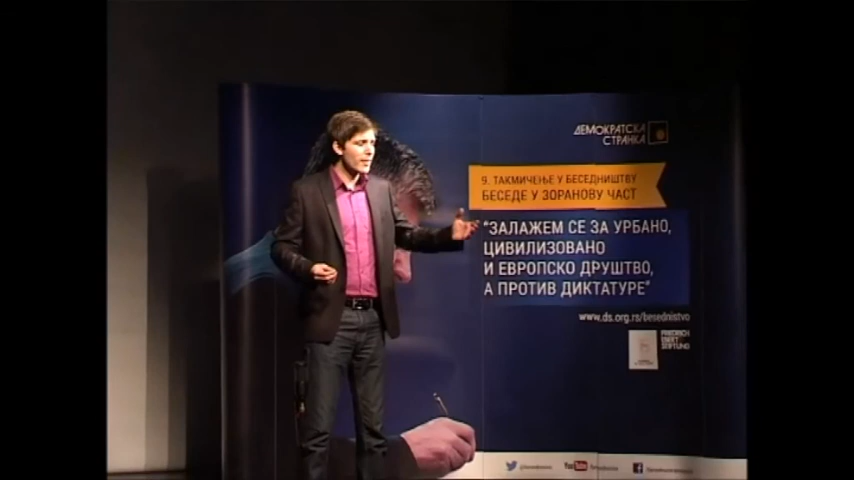 ДЕМОКРАТСКА
СТРАНКА
9. ТАКМИЧЕЊЕ У БЕСЕДНИШТВУ
БЕСЕДЕ У ЗОРАНОВУ ЧАСТ
"ЗАЛАЖЕМ СЕ ЗА УРБАНО,
ЦИВИЛИЗОВАНО
И ЕВРОПСКО ДРУШТВО,
А ПРОТИВ ДИКТАТУРЕ"
www.ds.org.rs/besednistvo
FRIEDRICH
EBERT
STIFTUNG
YouTube